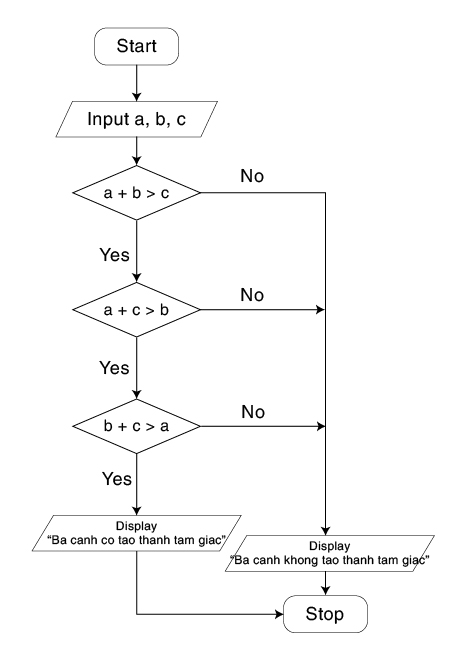 Start
Input a, b, c
a + b > c
No
Yes
a + c > b
No
Yes
b + c > a
No
Yes
Display
“Ba canh co tao thanh tam giac”
Display
“Ba canh khong tao thanh tam giac”
Stop